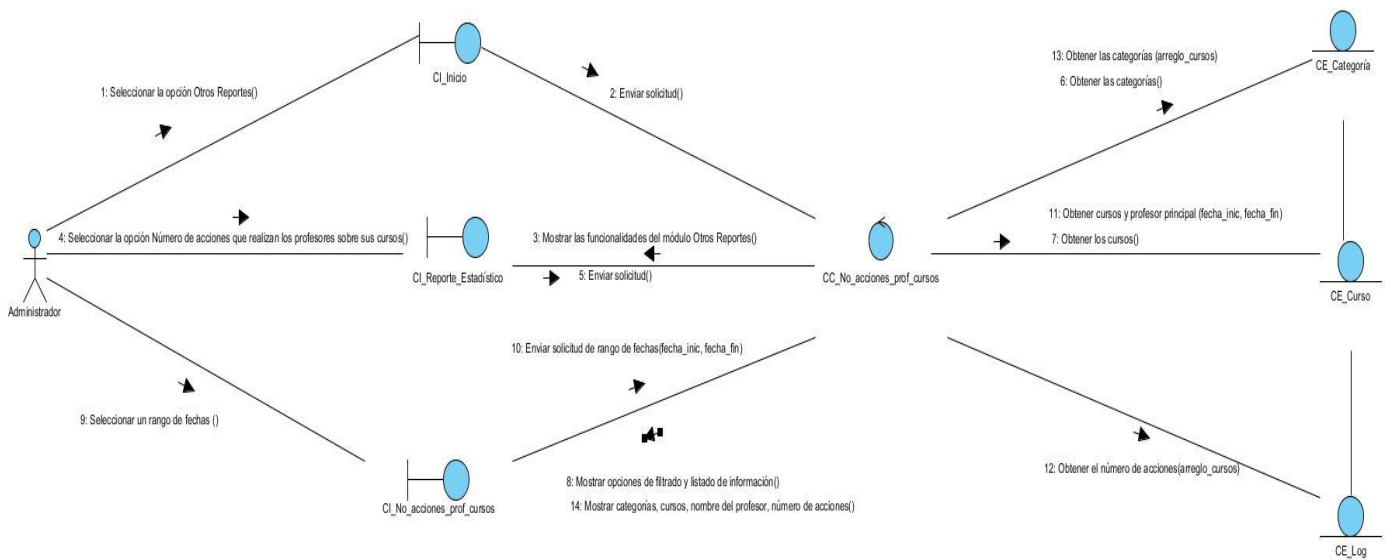 CI_Inicio
CE_Categoría
13: Obtener las categorías (arreglo_cursos)
6: Obtener las categorías()
1: Seleccionar la opción Otros Reportes()
2: Enviar solicitud()
11: Obtener cursos y profesor principal (fecha_inic, fecha_fin)
4: Seleccionar la opción Número de acciones que realizan los profesores sobre sus cursos()
3: Mostrar las funcionalidades del módulo Otros Reportes()
7: Obtener los cursos()
CI_Reporte_Estadístico
5: Enviar solicitud()
CC_No_acciones_prof_cursos
CE_Curso
Administrador
10: Enviar solicitud de rango de fechas(fecha_inic, fecha_fin)
9: Seleccionar un rango de fechas ()
12: Obtener el número de acciones(arreglo_cursos)
8: Mostrar opciones de filtrado y listado de información()
CI_No_acciones_prof_cursos
14: Mostrar categorías, cursos, nombre del profesor, número de acciones()
CE_Log